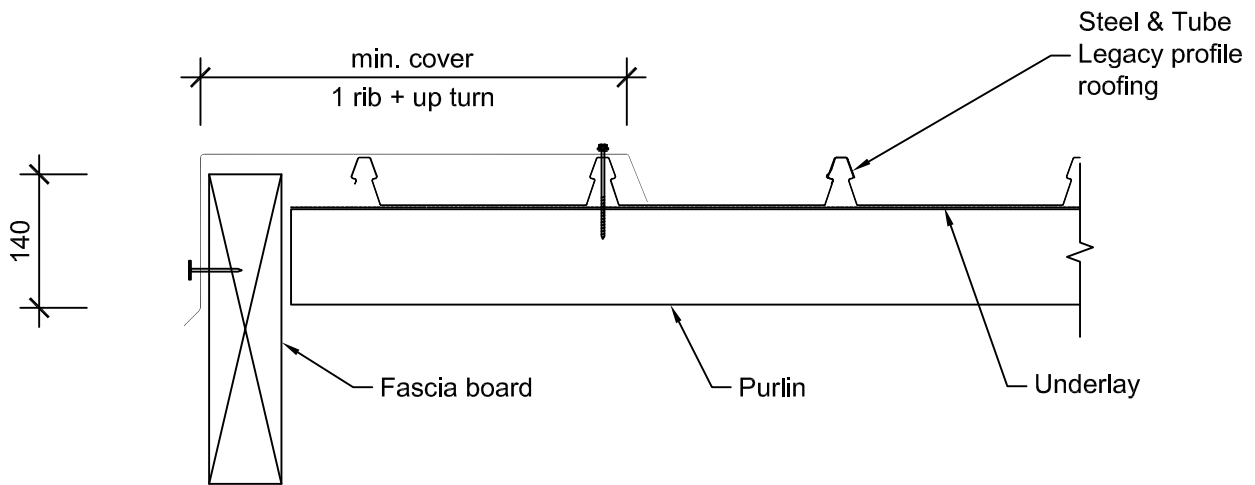 Steel & Tube
Legacy profile
roofing
min. cover
1 rib + up turn
140
Fascia board
Purlin
Underlay